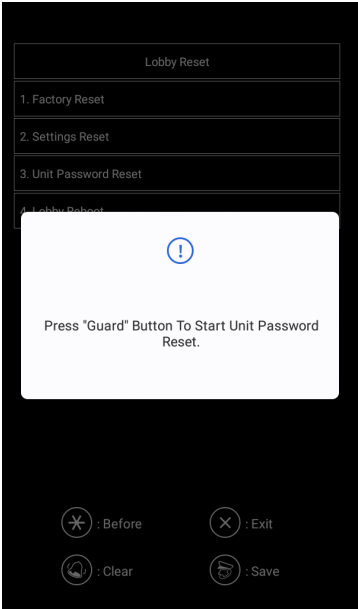 Lobby Reset
1. Factory Reset
2. Settings Reset
3. Unit Password Reset
4. Lobby Reboot
!
Press "Guard" Button To Start Unit Password
Reset.
: Before
: Exit
: Clear
: Save